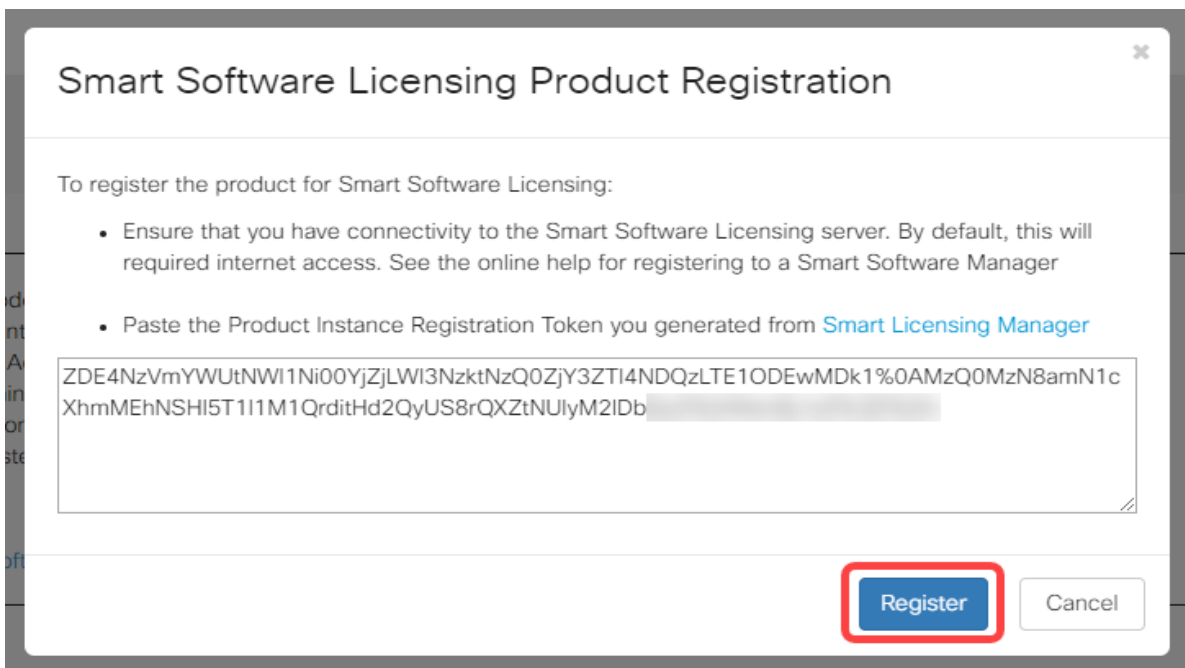 Smart Software Licensing Product Registration
To register the product for Smart Software Licensing:
• Ensure that you have connectivity to the Smart Software Licensing server. By default, this will
required internet access. See the online help for registering to a Smart Software Manager
• Paste the Product Instance Registration Token you generated from Smart Licensing Manager
ZDE4NzVmYWUtNWI1Ni00YjZjLWI3NzktNzQ0ZjY3ZTI4NDQzLTE1ODEwMDk1%0AMzQ0MzN8amN1c
XhmMEhNSHI5T1I1M1QrditHd2QyUS8rQXZtNUlyM2lDb
Register Cancel